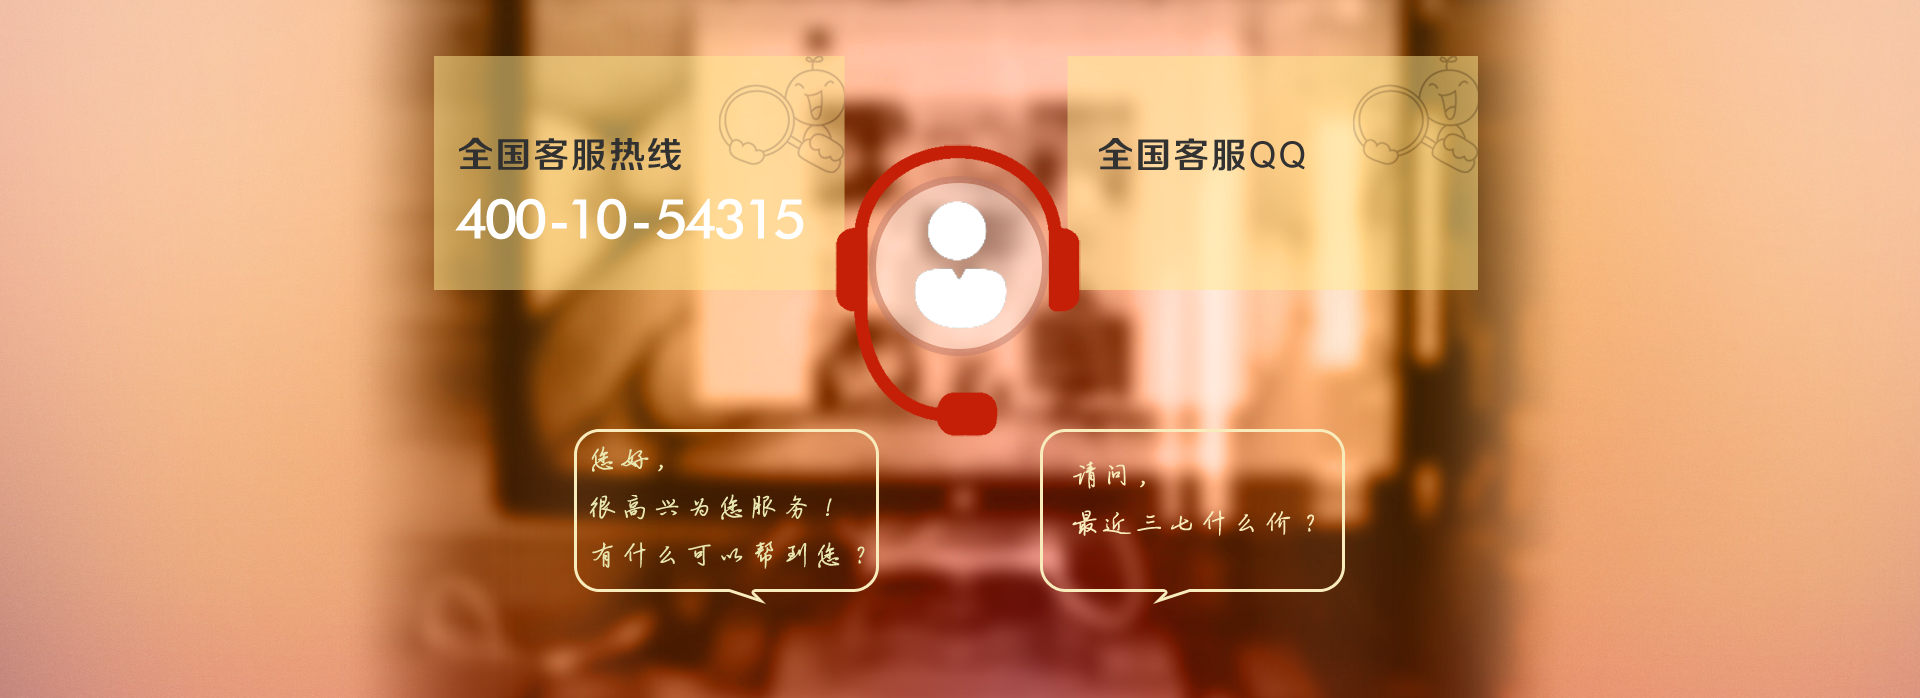 全国客服热线
400-10-54315
全国客服QQ
您好，
很高兴为您服务！
有什么可以帮到您？
请问，
最近三七什么价？